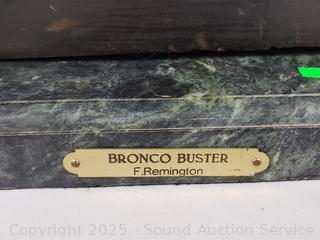 BRONCO BUSTER
F.Remington
Copyright © 2025 - Sound Auction Service